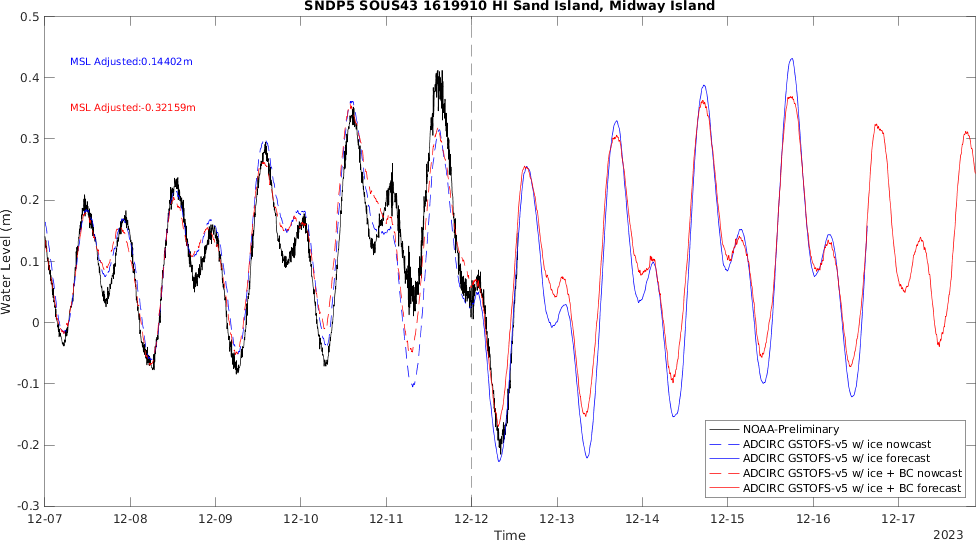 SNDP5 SOUS43 1619910 HI Sand Island, Midway Island
0.5
MSL Adjusted:0.14402m
0.4
MSL Adjusted:-0.32159m
0.3
0.2
0.1
0
-0.1
-0.2
-0.3
Water Level (m)
NOAA-Preliminary
ADCIRC GSTOFS-v5 w/ ice nowcast
ADCIRC GSTOFS-v5 w/ ice forecast
ADCIRC GSTOFS-v5 w/ ice + BC nowcast
ADCIRC GSTOFS-v5 w/ ice + BC forecast
12-07 12-08 12-09 12-10 12-11 12-12 12-13 12-14 12-15 12-16 12-17
Time
2023